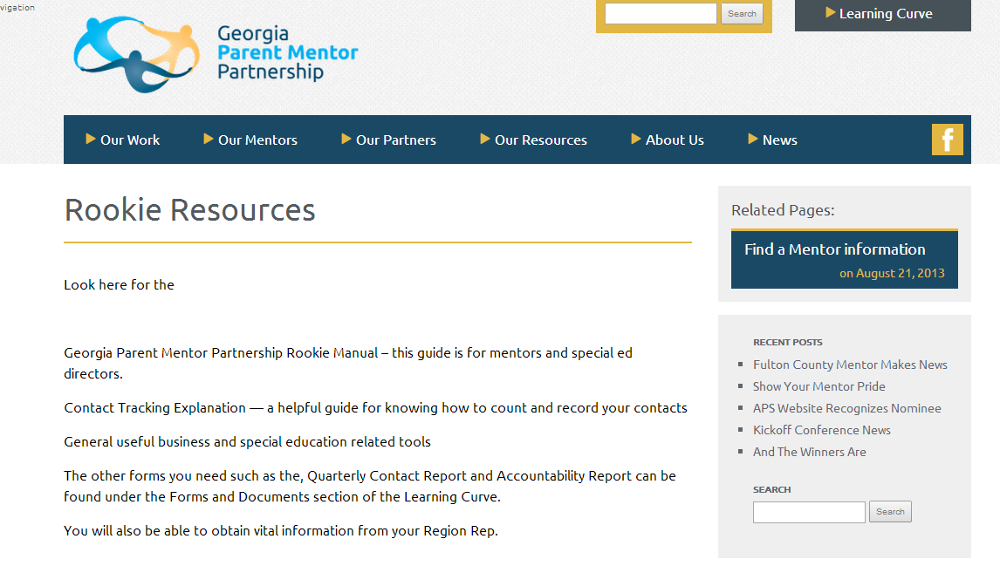 vigation
Georgia
Parent Mentor
Partnership
Search
Learning Curve
Our Work
Our Mentors
Our Partners
Our Resources
About Us
News
f
Rookie Resources
Look here for the
Georgia Parent Mentor Partnership Rookie Manual – this guide is for mentors and special ed
directors.
Contact Tracking Explanation — a helpful guide for knowing how to count and record your contacts
General useful business and special education related tools
The other forms you need such as the, Quarterly Contact Report and Accountability Report can be
found under the Forms and Documents section of the Learning Curve.
You will also be able to obtain vital information from your Region Rep.
Related Pages:
Find a Mentor information
on August 21, 2013
RECENT POSTS
Fulton County Mentor Makes News
Show Your Mentor Pride
APS Website Recognizes Nominee
Kickoff Conference News
And The Winners Are
SEARCH
Search